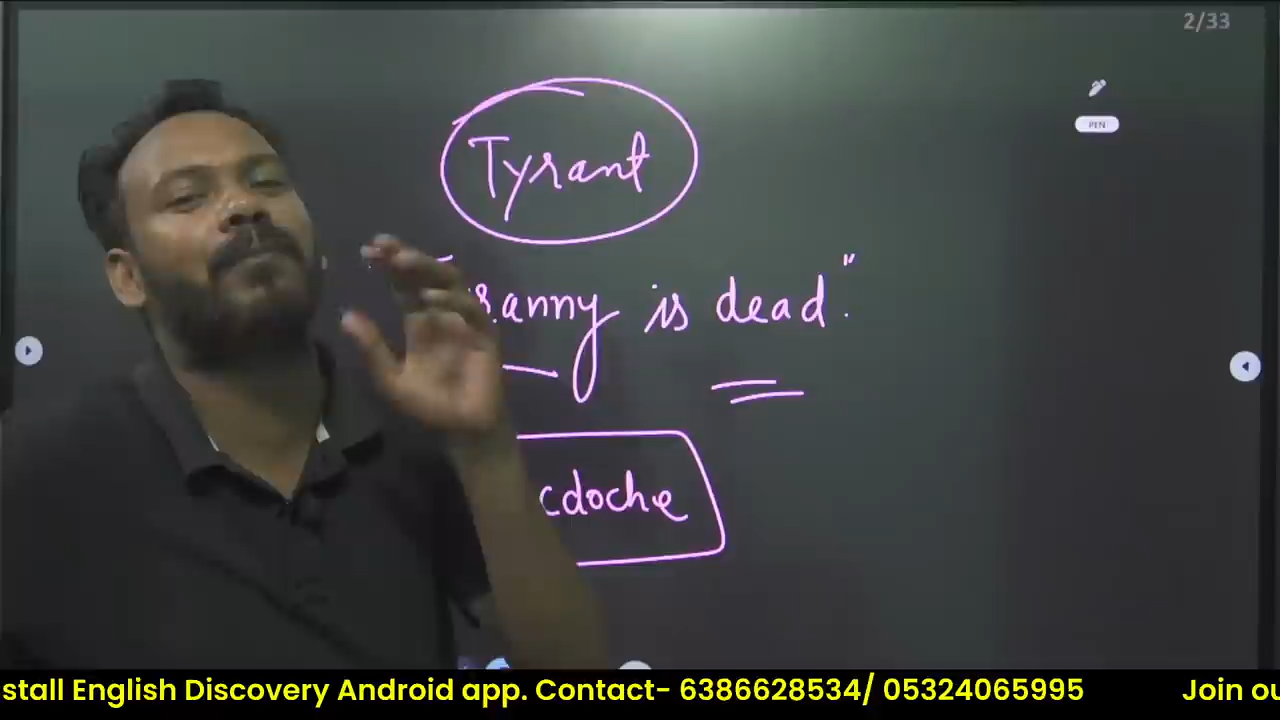 2/33
PEN
Tyrant
ranny is dead."
cdoche
stall English Discovery Android app. Contact- 6386628534/ 05324065995 Join ou